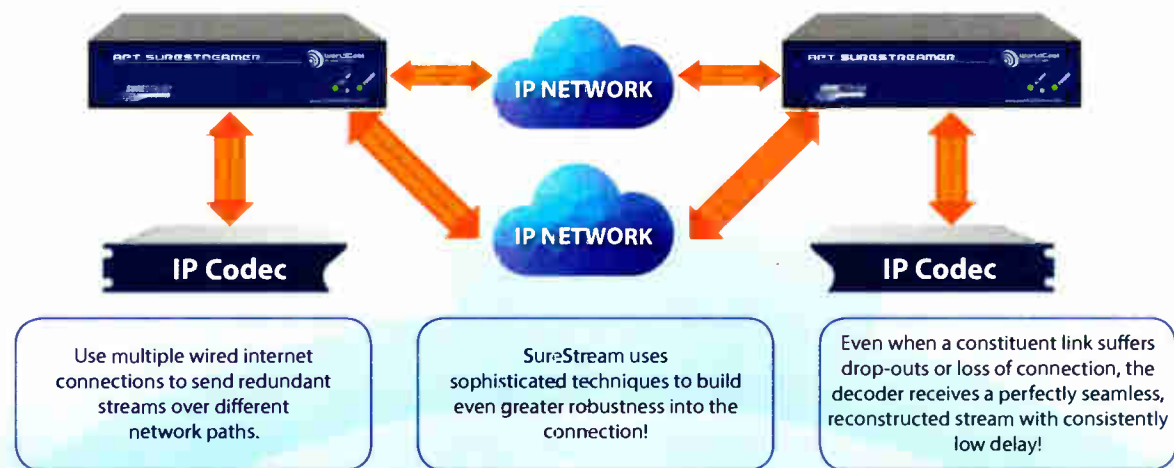 APT SURESTREAMER
WorldCast
SURESTREAM
APT SURESTREAMER
WorldCast
IP NETWORK
IP NETWORK
IP Codec
IP Codec
Use multiple wired internet
connections to send redundant
streams over different
network paths.
SureStream uses
sophisticated techniques to build
even greater robustness into the
connection!
Even when a constituent link suffers
drop-outs or loss of connection, the
decoder receives a perfectly seamless,
reconstructed stream with consistently
low delay!